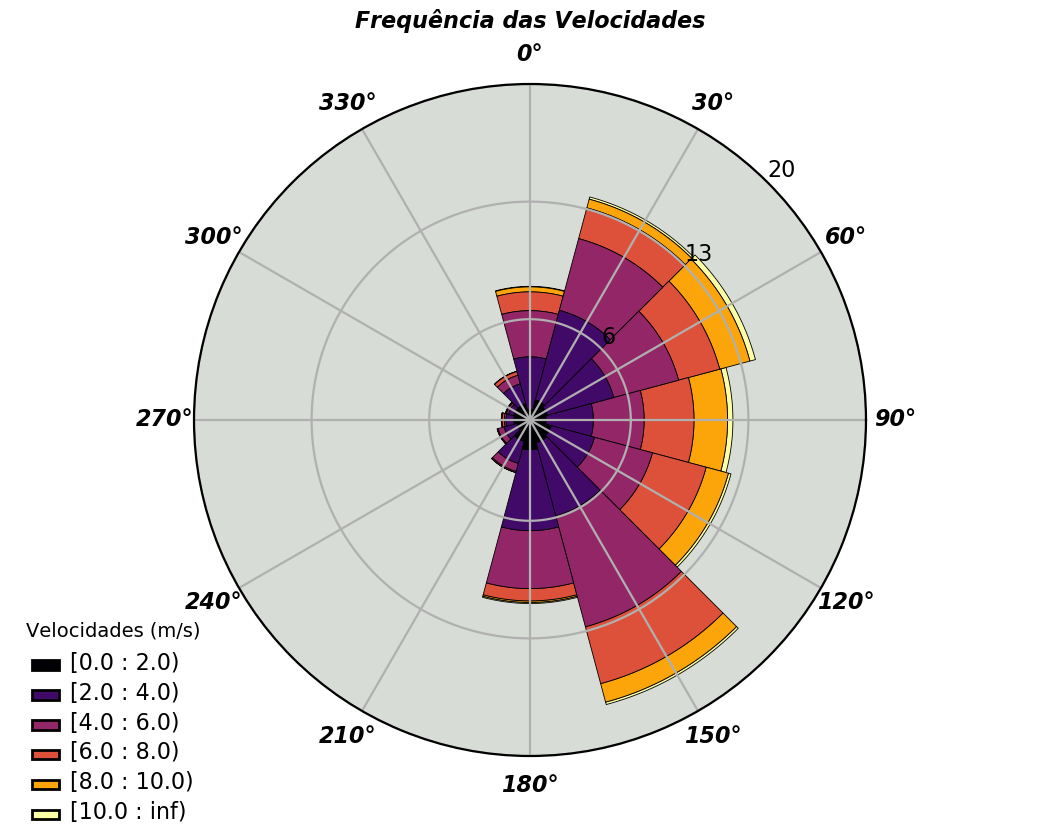 Frequência das Velocidades
0°
330°
30°
20
300°
60°
13
6
270°
90°
240°
120°
210°
150°
180°
Velocidades (m/s)
[0.0 : 2.0)
[2.0 : 4.0)
[4.0 : 6.0)
[6.0 : 8.0)
[8.0 : 10.0)
[10.0 : inf)